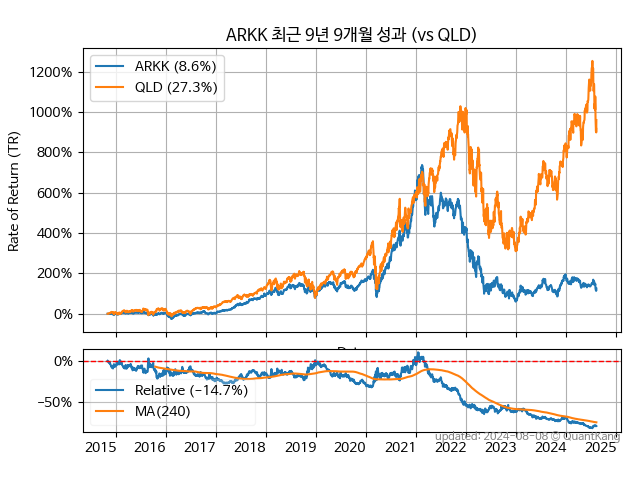 ARKK 최근 9년 9개월 성과 (vs QLD)
ARKK (8.6%)
QLD (27.3%)
Rate of Return (TR)
1200%
1000%
800%
600%
400%
200%
0%
0%
−50%
Relative (−14.7%)
MA(240)
2015 2016 2017 2018 2019 2020 2021 2022 2023 2024 2025
updated: 2024-08-08 © QuantKang